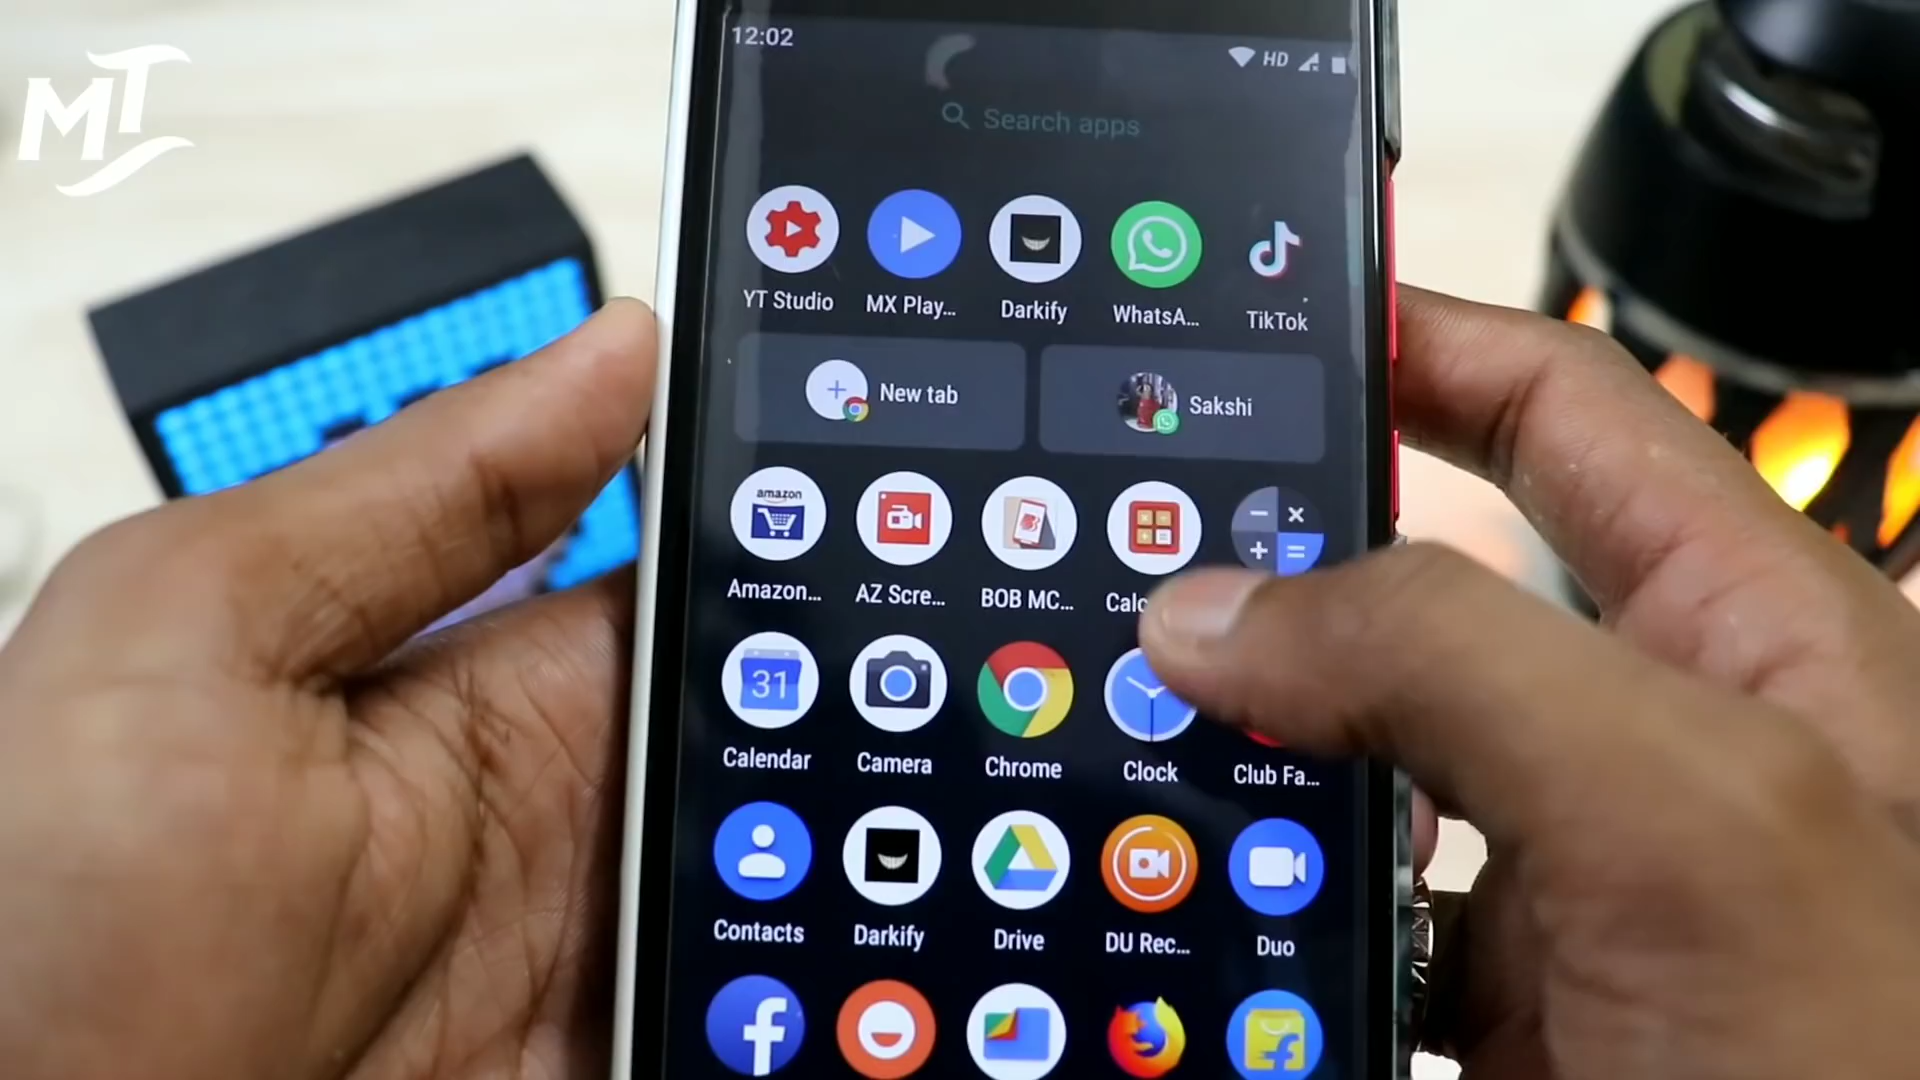 MT
12:02
HD
Search apps
YT Studio
MX Play...
Darkify
WhatsA...
TikTok
New tab
Sakshi
amazon
Amazon...
AZ Scre...
BOB MC...
Calc
31
Calendar
Camera
Chrome
Clock
Club Fa...
Contacts
Darkify
Drive
DU Rec...
Duo